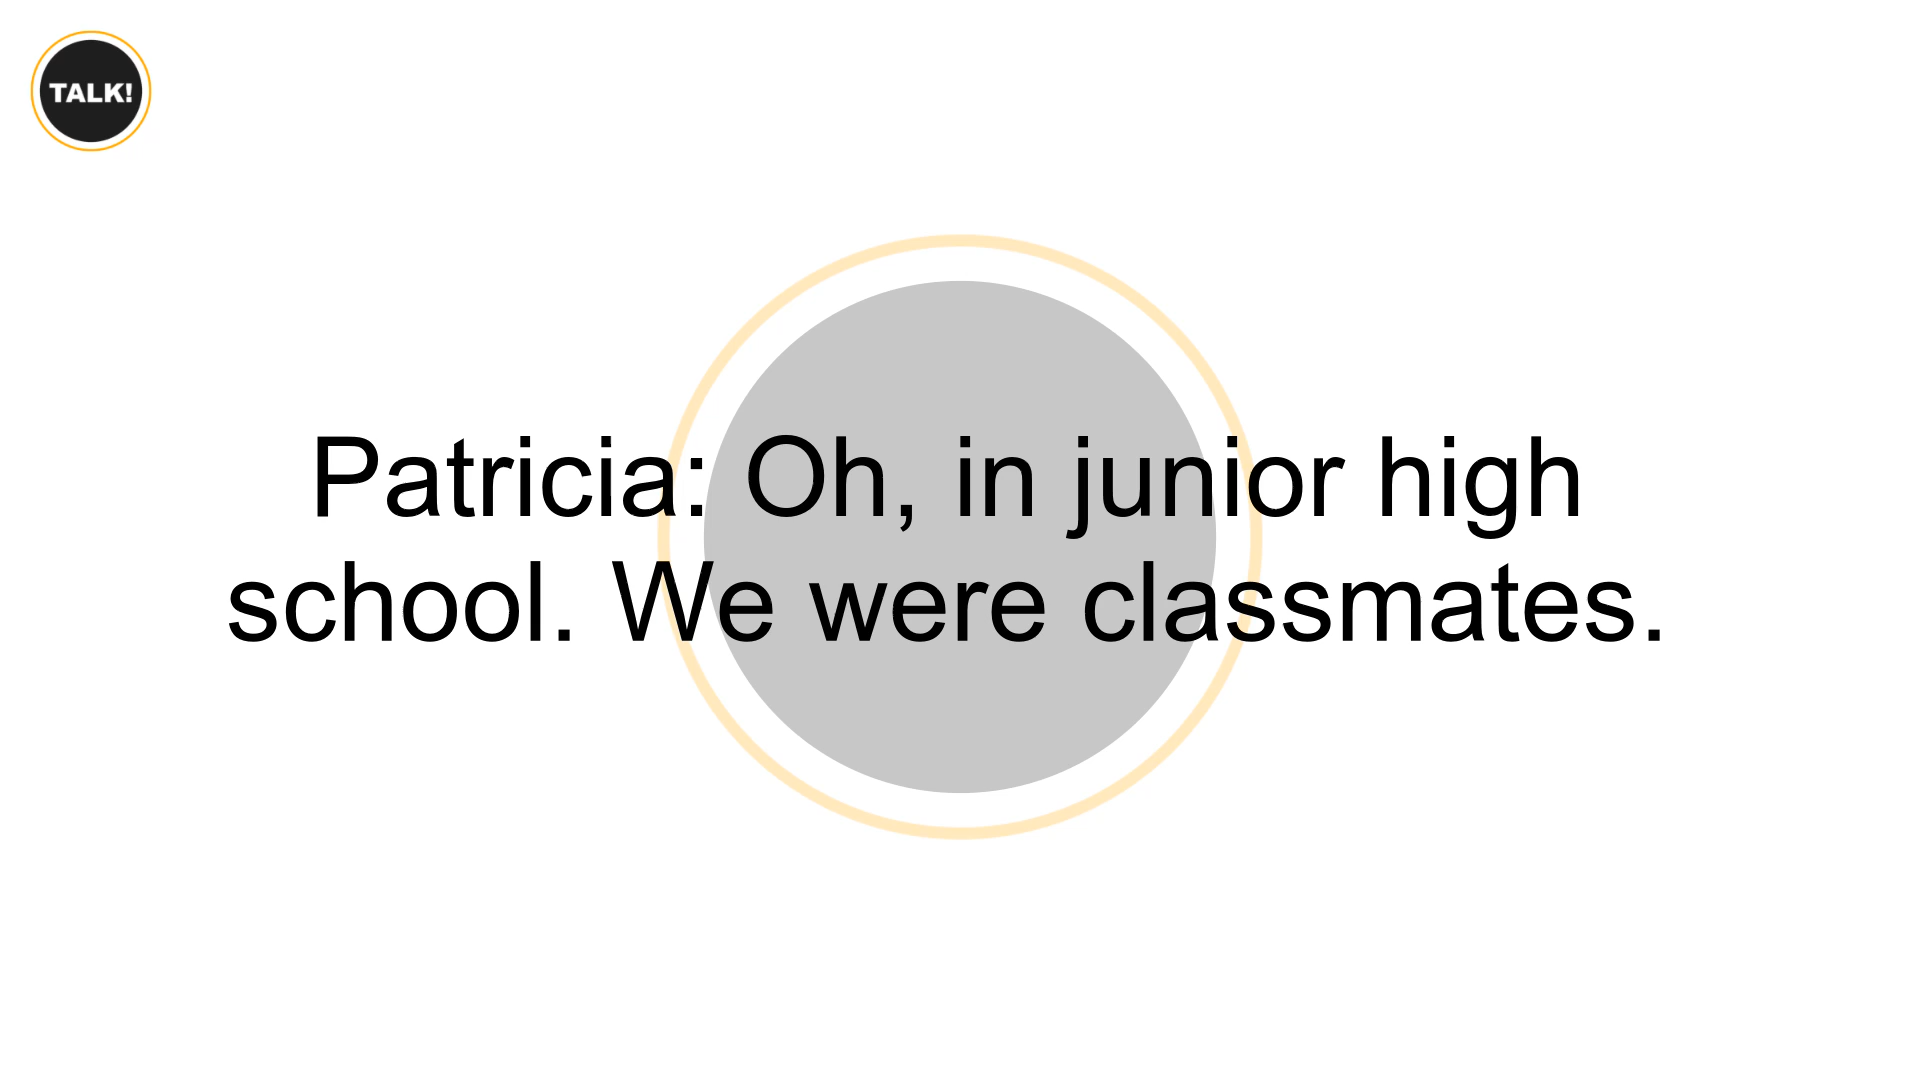 TALK!
Patricia: Oh, in junior high
school. We were classmates.